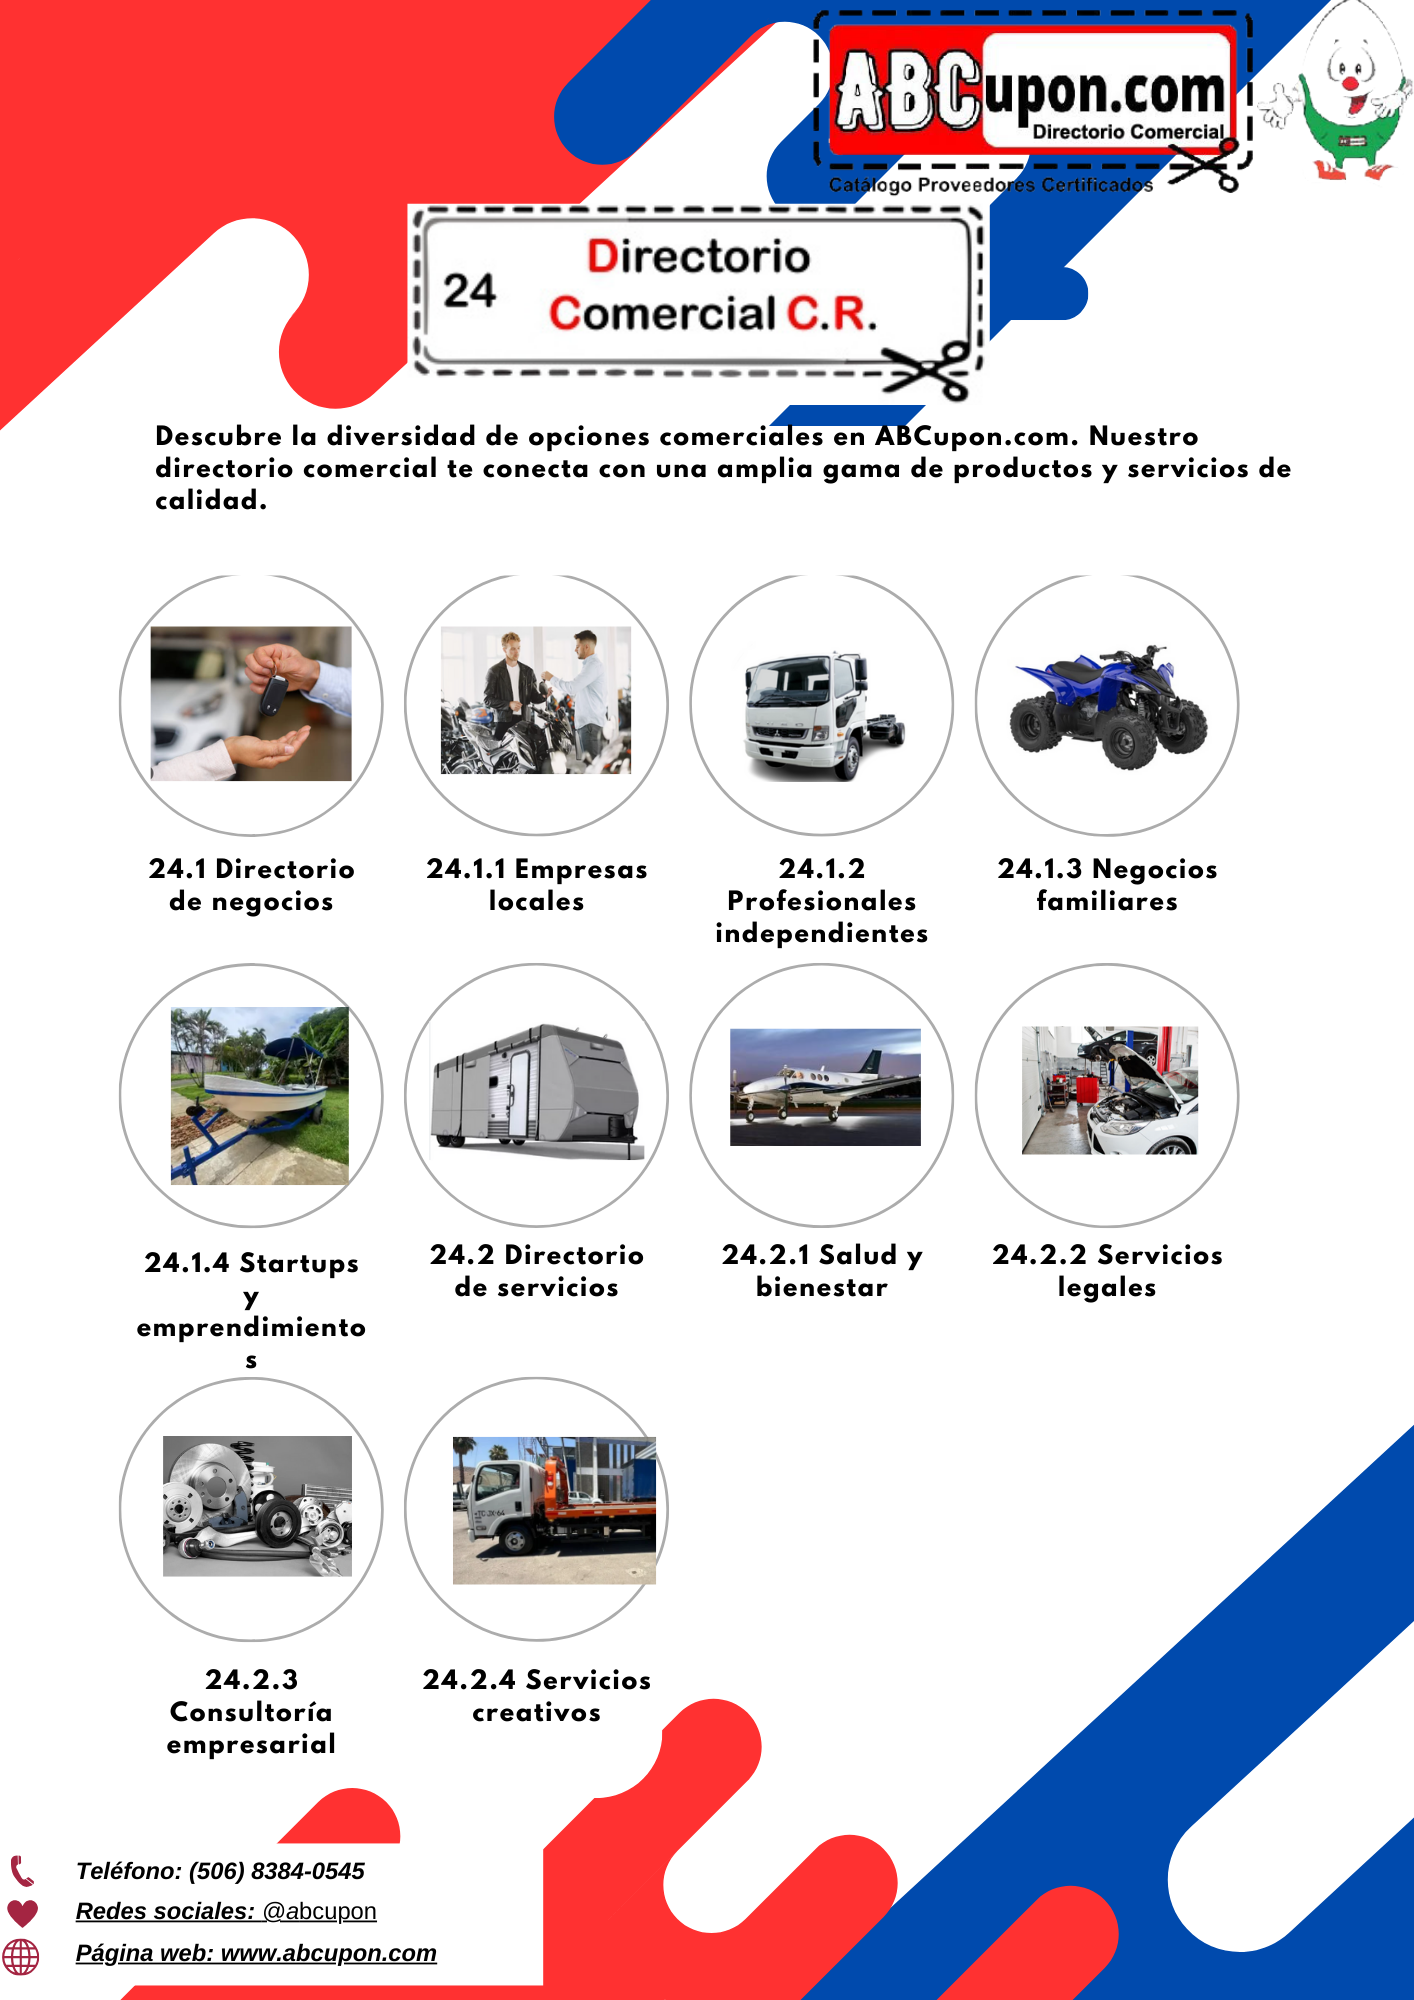 ABCupon.com
Directorio Comercial
Catálogo Proveedores Certificados
24
Directorio
Comercial C.R.
Descubre la diversidad de opciones comerciales en ABCupon.com. Nuestro
directorio comercial te conecta con una amplia gama de productos y servicios de
calidad.
24.1 Directorio
de negocios
24.1.1 Empresas
locales
24.1.2
Profesionales
independientes
24.1.3 Negocios
familiares
24.1.4 Startups
y
emprendimiento
s
24.2 Directorio
de servicios
24.2.1 Salud y
bienestar
24.2.2 Servicios
legales
24.2.3
Consultoría
empresarial
24.2.4 Servicios
creativos
Teléfono: (506) 8384-0545
Redes sociales: @abcupon
Página web: www.abcupon.com